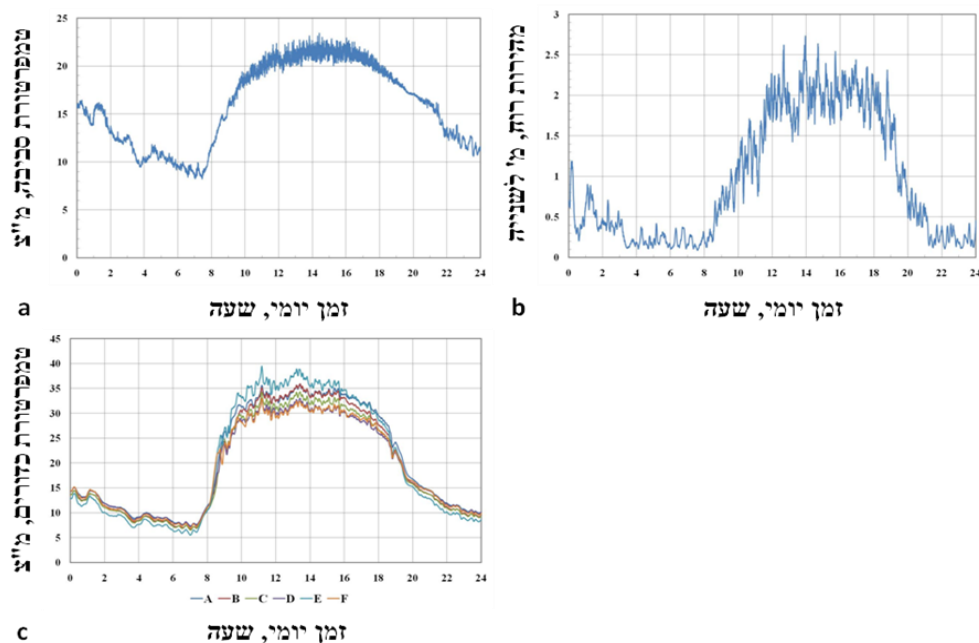 טמפרטורת סביבה, מ"צ
25
20
15
10
5
0
0 2 4 6 8 10 12 14 16 18 20 22 24
a
זמן יומי, שעה
מהירות רוח, מ' לשנייה
3
2.5
2
1.5
1
0.5
0
0 2 4 6 8 10 12 14 16 18 20 22 24
b
זמן יומי, שעה
טמפרטורת כדורים, מ"צ
45
40
35
30
25
20
15
10
5
0
0 2 4 6 8 10 12 14 16 18 20 22 24
A B C D E F
c
זמן יומי, שעה